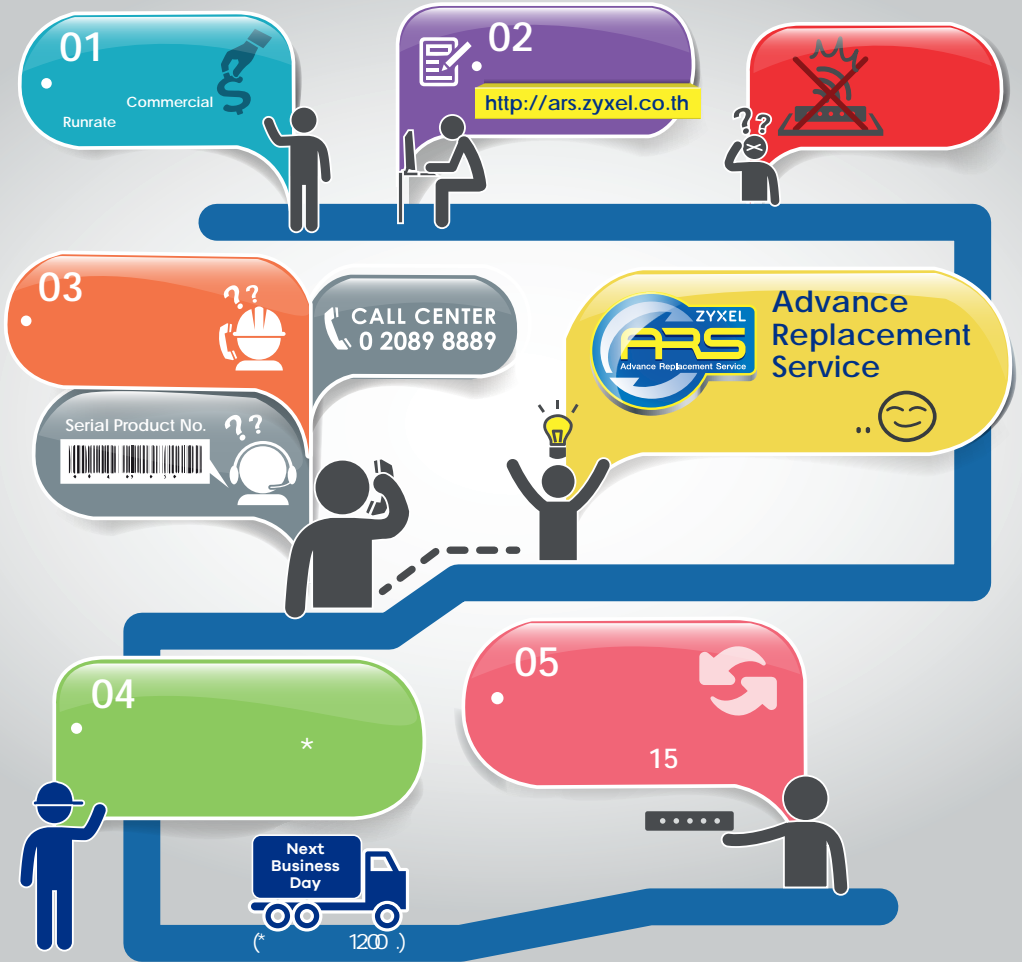 01
Commercial
Runrate
02
http://ars.zyxel.co.th
? ?
03
? ?
CALL CENTER
0 2089 8889
Serial Product No.
? ?
ZYXEL
ARS
Advance Replacement Service
Advance
Replacement
Service
..
04
*
05
15
Next
Business
Day
(* 1200 .)